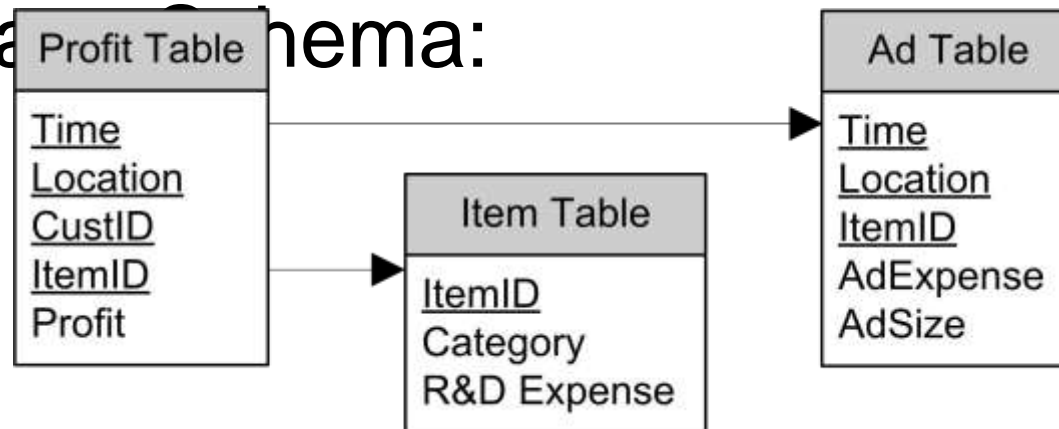 hema:
Profit Table
Time
Location
CustID
ItemID
Profit
Item Table
ItemID
Category
R&D Expense
Ad Table
Time
Location
ItemID
AdExpense
AdSize